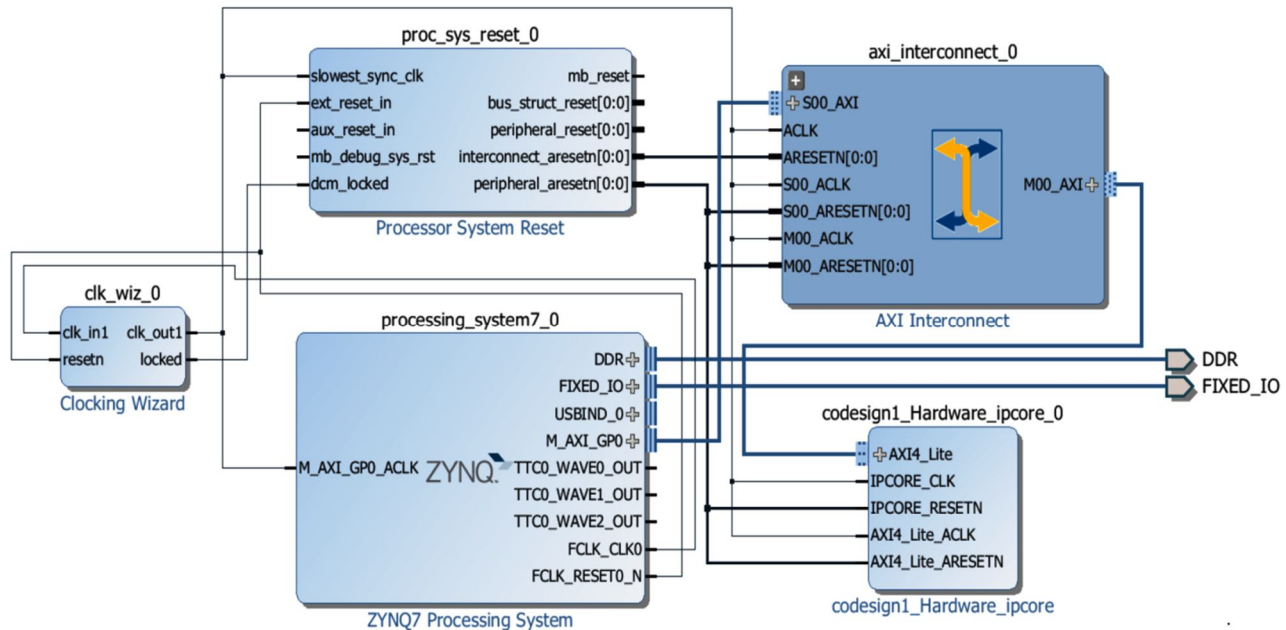 proc_sys_reset_0
slowest_sync_clk mb_reset
ext_reset_in bus_struct_reset[0:0]
aux_reset_in peripheral_reset[0:0]
mb_debug_sys_rst interconnect_aresetn[0:0]
dcm_locked peripheral_aresetn[0:0]
Processor System Reset
axi_interconnect_0
S00_AXI
ACLK
ARESETN[0:0]
S00_ACLK M00_AXI
S00_ARESETN[0:0]
M00_ACLK
M00_ARESETN[0:0]
AXI Interconnect
clk_wiz_0
clk_in1 clk_out1
resetn locked
Clocking Wizard
processing_system7_0
DDR
FIXED_IO
USBIND_0
M_AXI_GP0
M_AXI_GP0_ACLK ZYNQ TTC0_WAVE0_OUT
TTC0_WAVE1_OUT
TTC0_WAVE2_OUT
FCLK_CLK0
FCLK_RESET0_N
ZYNQ7 Processing System
DDR
FIXED_IO
codesign1_Hardware_ipcore_0
AXI4_Lite
IPCORE_CLK
IPCORE_RESETN
AXI4_Lite_ACLK
AXI4_Lite_ARESETN
codesign1_Hardware_ipcore